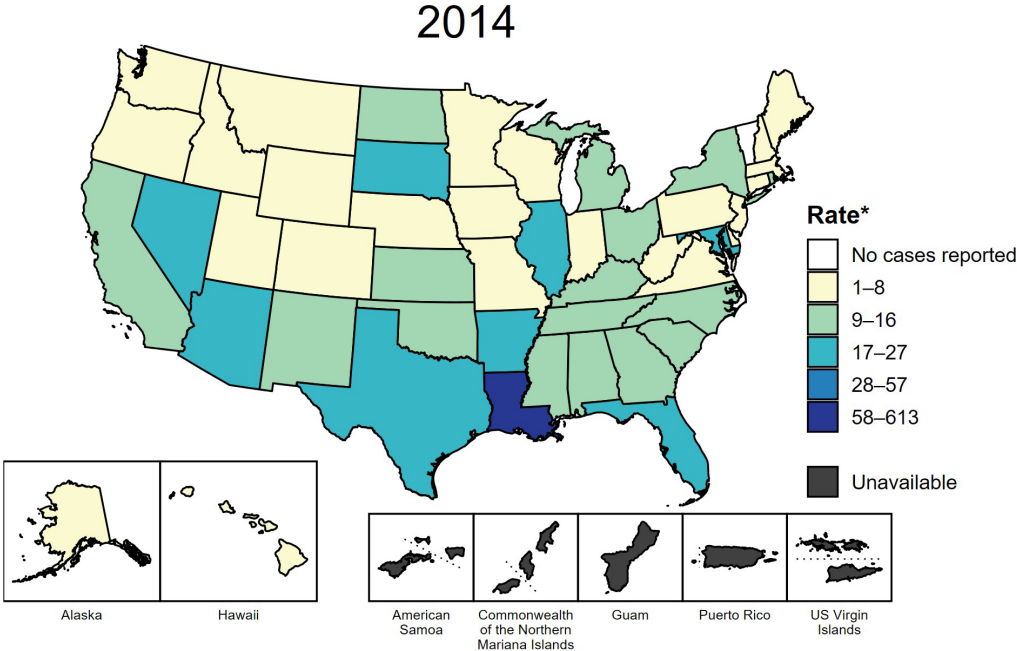 2014
Rate*
No cases reported
1–8
9–16
17–27
28–57
58–613
Unavailable
Alaska
Hawaii
American
Samoa
Commonwealth
of the Northern
Mariana Islands
Guam
Puerto Rico
US Virgin
Islands